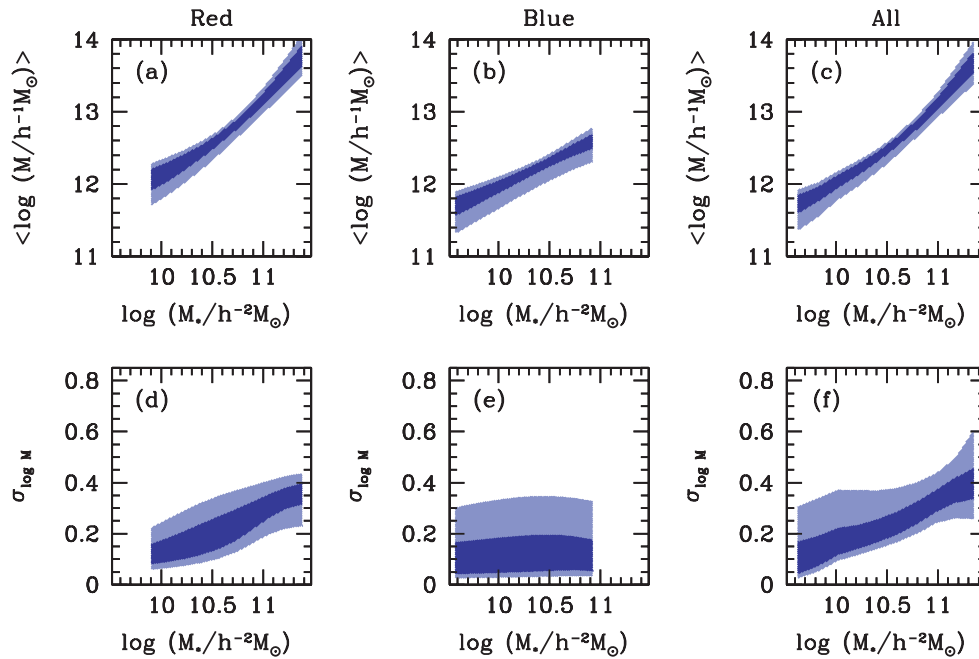 Red Blue All
(a) (b) (c)
14 14 14
13 13 13
12 12 12
11 11 11
<log (M/h⁻¹M⊙)> <log (M/h⁻¹M⊙)> <log (M/h⁻¹M⊙)>
10 10.5 11 10 10.5 11 10 10.5 11
log (M*/h⁻²M⊙) log (M*/h⁻²M⊙) log (M*/h⁻²M⊙)
(d) (e) (f)
0.8 0.8 0.8
0.6 0.6 0.6
0.4 0.4 0.4
0.2 0.2 0.2
0 0 0
σlog M σlog M σlog M
10 10.5 11 10 10.5 11 10 10.5 11
log (M*/h⁻²M⊙) log (M*/h⁻²M⊙) log (M*/h⁻²M⊙)